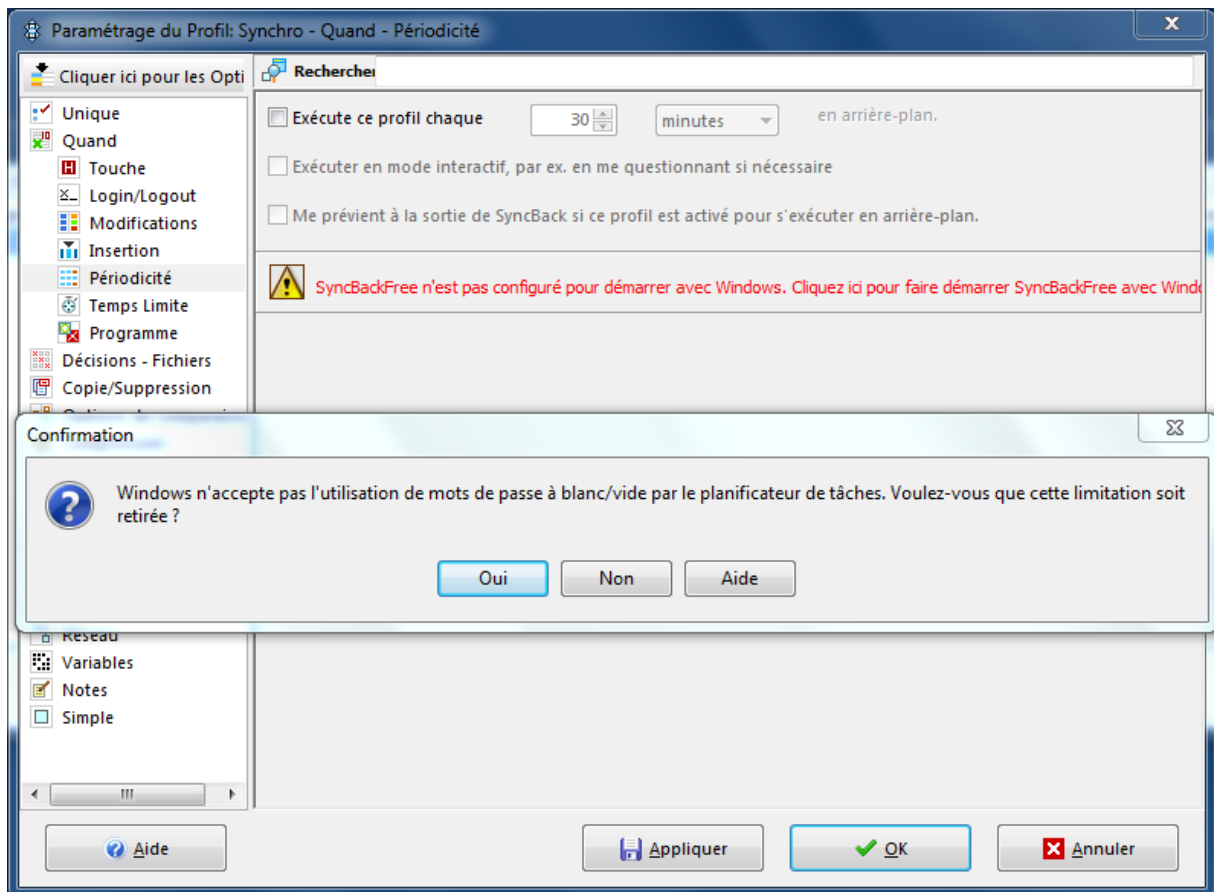 Paramétrage du Profil: Synchro - Quand - Périodicité
X
Cliquer ici pour les Opti
Rechercher
Unique
Exécute ce profil chaque 30 minutes en arrière-plan.
Quand
Touche
Exécuter en mode interactif, par ex. en me questionnant si nécessaire
Login/Logout
Me prévient à la sortie de SyncBack si ce profil est activé pour s'exécuter en arrière-plan.
Modifications
Insertion
Périodicité
SyncBackFree n'est pas configuré pour démarrer avec Windows. Cliquez ici pour faire démarrer SyncBackFree avec Wind
Temps Limite
Programme
Décisions - Fichiers
Copie/Suppression
Confirmation
Windows n'accepte pas l'utilisation de mots de passe à blanc/vide par le planificateur de tâches. Voulez-vous que cette limitation soit
retirée ?
Oui Non Aide
Réseau
Variables
Notes
Simple
Aide Appliquer OK Annuler